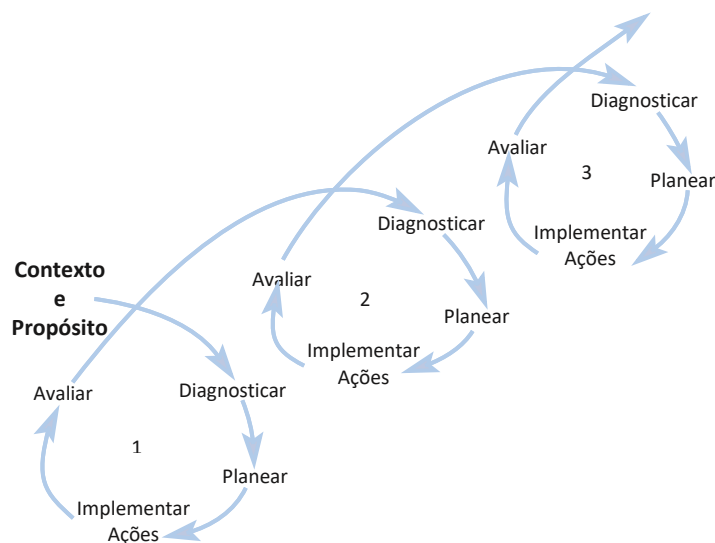 Contexto
e
Propósito
Diagnosticar
Planear
Implementar
Ações
Avaliar
1
Diagnosticar
Planear
Implementar
Ações
Avaliar
2
Diagnosticar
Planear
Implementar
Ações
Avaliar
3